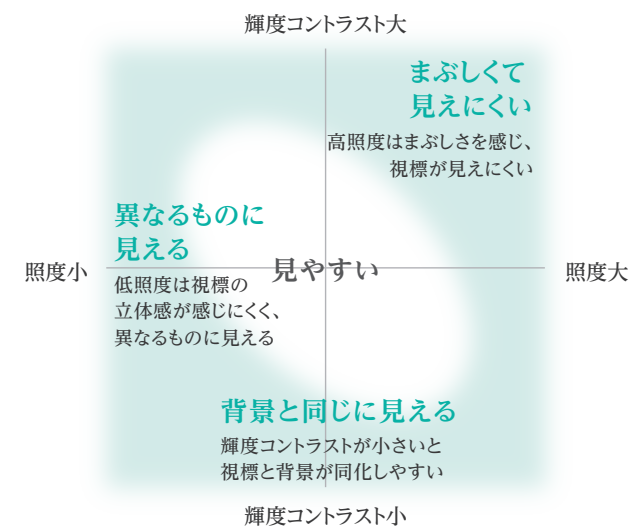 輝度コントラスト大
まぶしくて
見えにくい
高照度はまぶしさを感じ、
視標が見えにくい
異なるものに
見える
照度小
見やすい
照度大
低照度は視標の
立体感が感じにくく、
異なるものに見える
背景と同じに見える
輝度コントラストが小さいと
視標と背景が同化しやすい
輝度コントラスト小